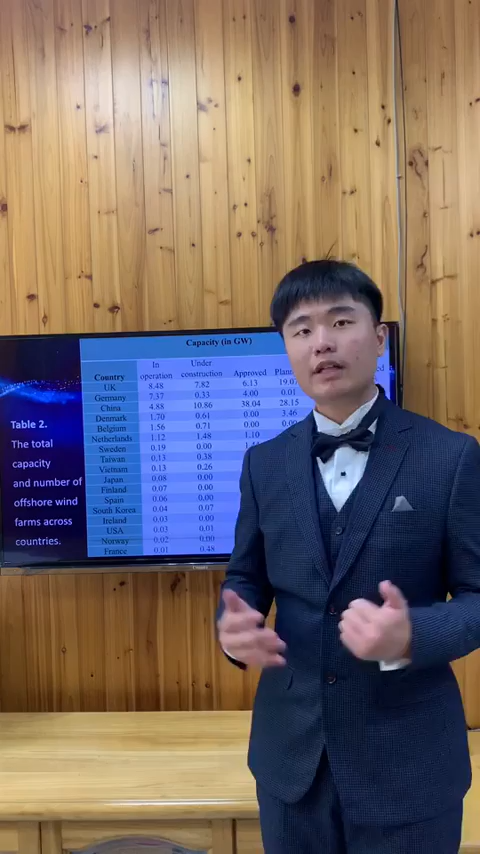 Capacity (in GW)
Country In operation Under construction Approved
UK 8.48 7.82 6.13 19.07
Germany 7.37 0.33 4.00 0.01
China 4.88 10.86 38.04 28.15
Denmark 1.70 0.61 0.00 3.46
Belgium 1.56 0.71 0.00
Netherlands 1.12 1.48 1.10
Sweden 0.19 0.00
Taiwan 0.13 0.38
Vietnam 0.13 0.26
Japan 0.08 0.00
Finland 0.07 0.00
Spain 0.06 0.00
South Korea 0.04 0.07
Ireland 0.03 0.00
USA 0.03 0.01
Norway 0.02 0.00
France 0.01 0.48
Table 2.
The total
capacity
and number of
offshore wind
farms across
countries.